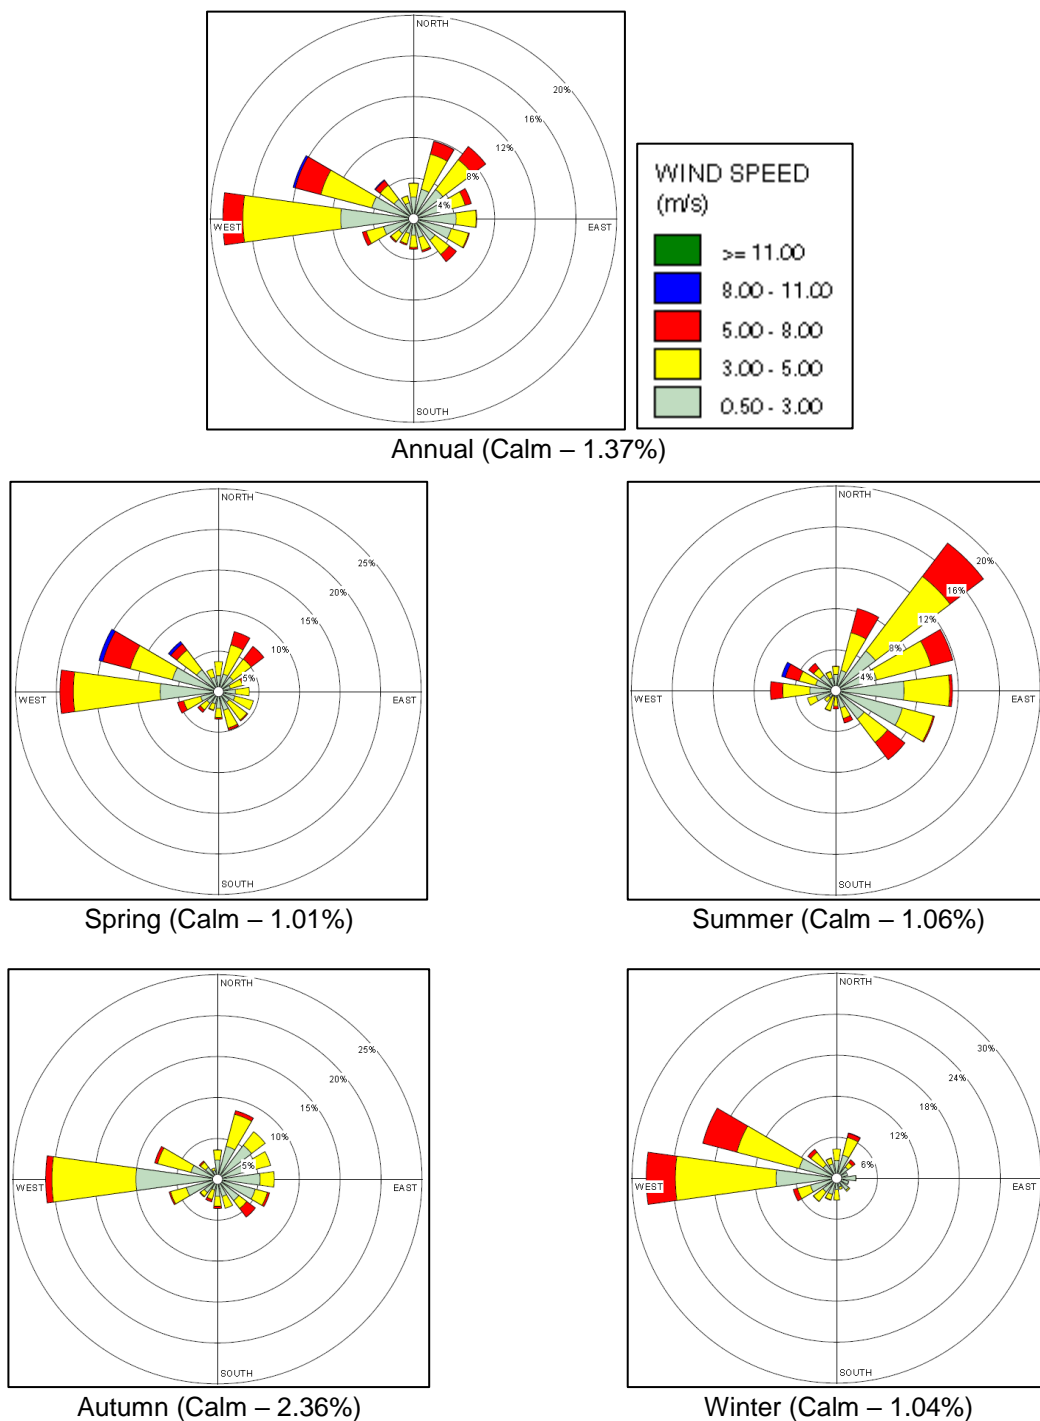 NORTH
20%
16%
12%
8%
4%
WEST
EAST
SOUTH
WIND SPEED
(m/s)
>= 11.00
8.00 - 11.00
5.00 - 8.00
3.00 - 5.00
0.50 - 3.00
Annual (Calm – 1.37%)
NORTH
25%
20%
15%
10%
5%
WEST
EAST
SOUTH
Spring (Calm – 1.01%)
NORTH
20%
16%
12%
8%
4%
WEST
EAST
SOUTH
Summer (Calm – 1.06%)
NORTH
25%
20%
15%
10%
5%
WEST
EAST
SOUTH
Autumn (Calm – 2.36%)
NORTH
30%
24%
18%
12%
6%
WEST
EAST
SOUTH
Winter (Calm – 1.04%)